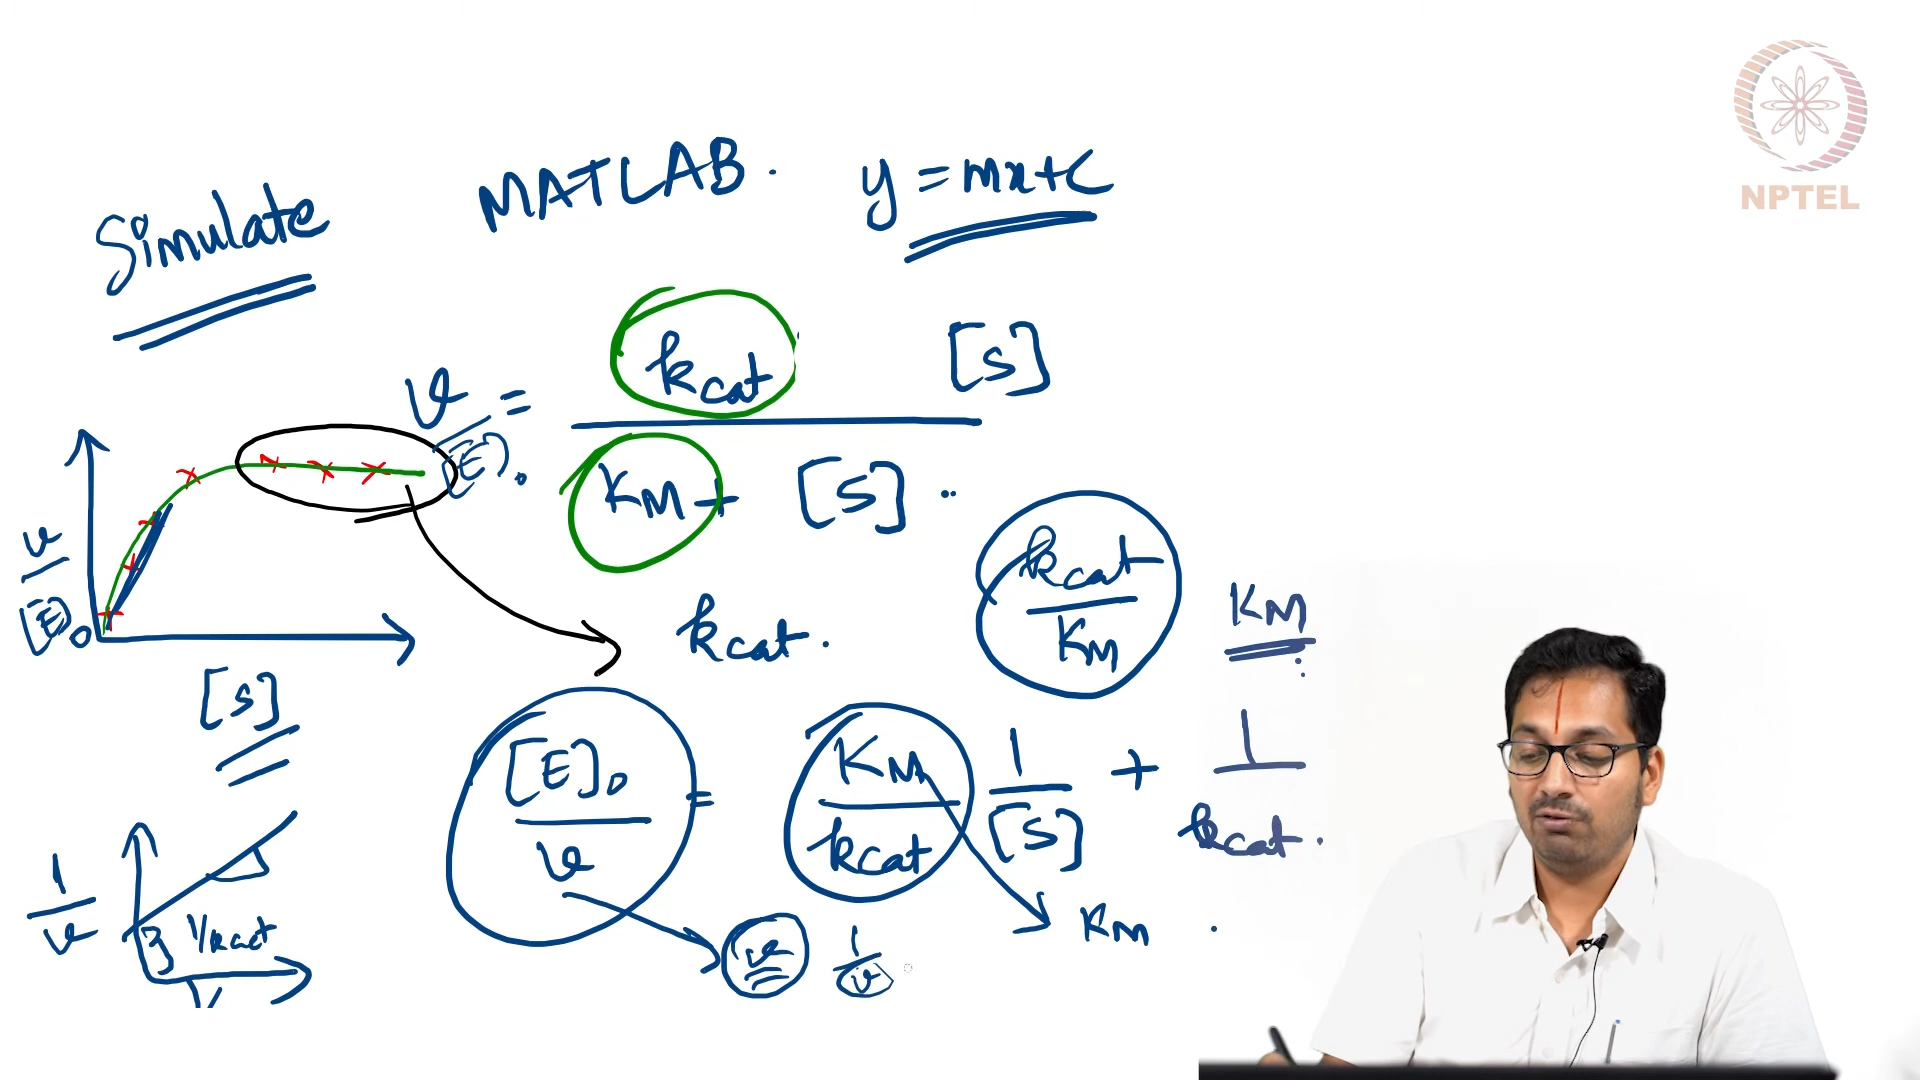 NPTEL
Simulate MATLAB. y = mx+c
v/[E]₀ = kcat [S] / KM + [S]
v/[E]₀
[S]
kcat.
kcat/KM
KM
[E]₀/v = KM/kcat 1/[S] + 1/kcat.
KM
v 1/v
1/v
1/kcat